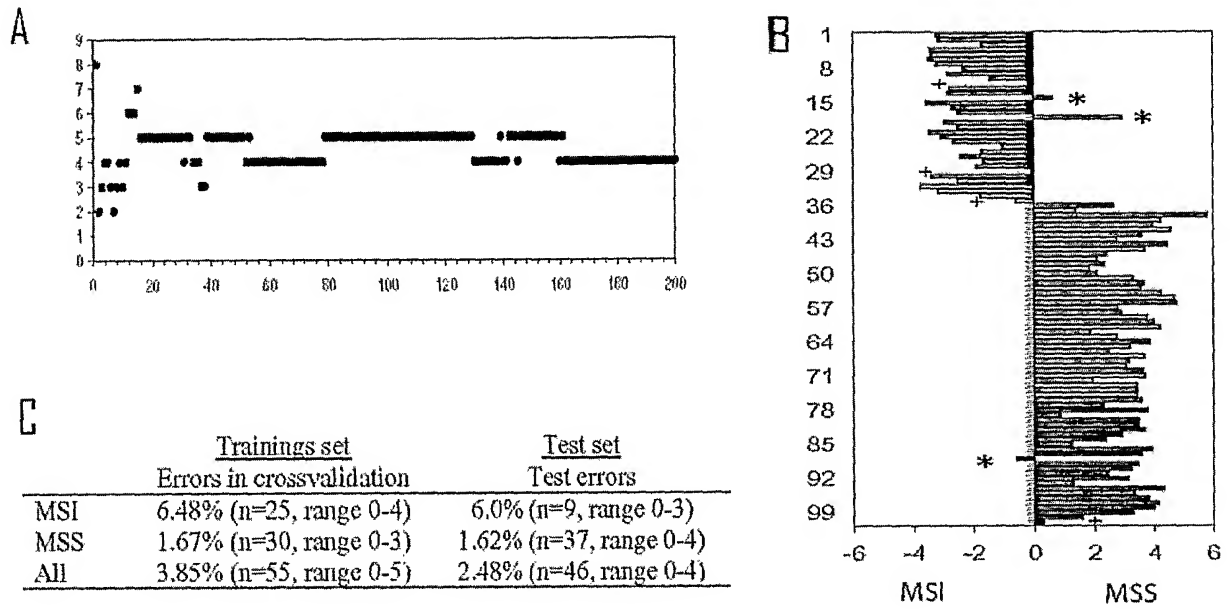 A
9
8
7
6
5
4
3
2
1
0
0 20 40 60 80 100 120 140 160 180 200
B
1
8
15
22
29
36
43
50
57
64
71
78
85
92
99
+
*
*
+
+
*
+
-6 -4 -2 0 2 4 6
MSI MSS
C
Trainings set Test set
Errors in crossvalidation Test errors
MSI 6.48% (n=25, range 0-4) 6.0% (n=9, range 0-3)
MSS 1.67% (n=30, range 0-3) 1.62% (n=37, range 0-4)
All 3.85% (n=55, range 0-5) 2.48% (n=46, range 0-4)